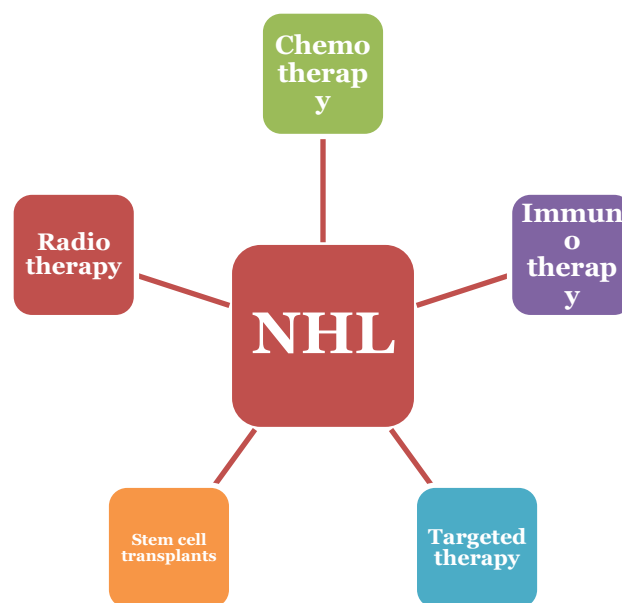 Chemo
therap
y
Radio
therapy
Immun
o
therap
y
NHL
Stem cell
transplants
Targeted
therapy